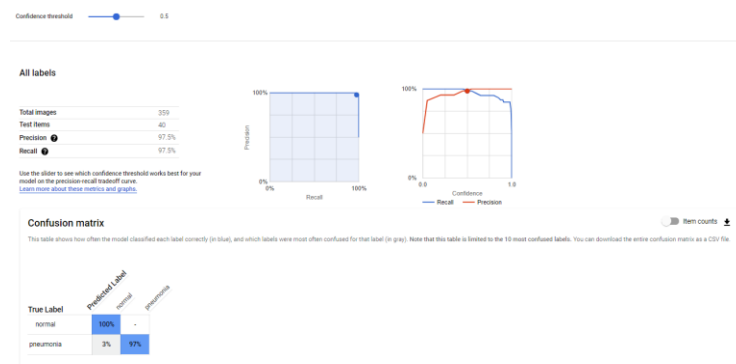 Confidence threshold 0.5
All labels
Total images 359
Test items 40
Precision ? 97.5%
Recall ? 97.5%
Use the slider to see which confidence threshold works best for your
model on the precision-recall tradeoff curve.
Learn more about these metrics and graphs.
100%
Precision
0%
0% 100%
Recall
100%
0%
0.0 1.0
Confidence
Recall Precision
Confusion matrix
Item counts
This table shows how often the model classified each label correctly (in blue), and which labels were most often confused for that label (in gray). Note that this table is limited to the 10 most confused labels. You can download the entire confusion matrix as a CSV file.
Predicted Label
normal
pneumonia
True Label
normal 100% -
pneumonia 3% 97%